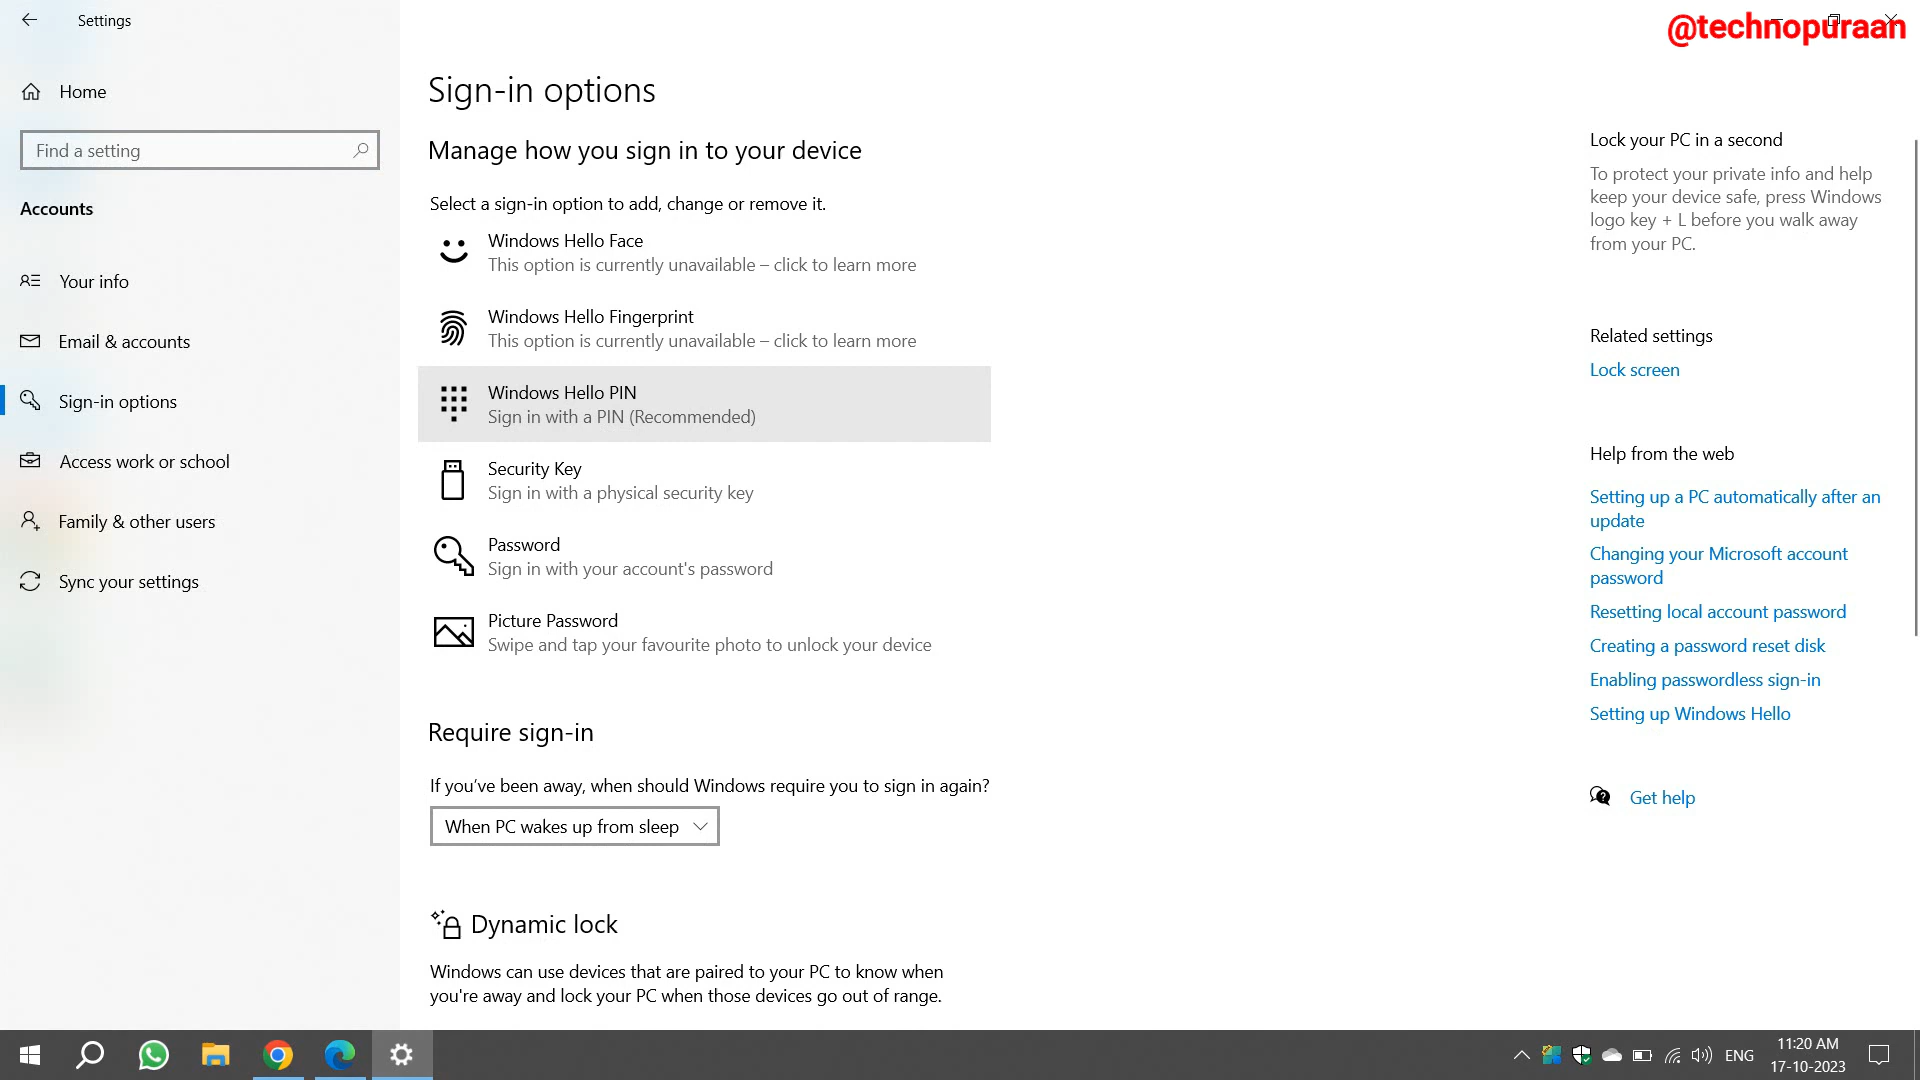 Settings
@technopuraan
Home
Find a setting
Accounts
Your info
Email & accounts
Sign-in options
Access work or school
Family & other users
Sync your settings
Sign-in options
Manage how you sign in to your device
Select a sign-in option to add, change or remove it.
Windows Hello Face
This option is currently unavailable – click to learn more
Windows Hello Fingerprint
This option is currently unavailable – click to learn more
Windows Hello PIN
Sign in with a PIN (Recommended)
Security Key
Sign in with a physical security key
Password
Sign in with your account's password
Picture Password
Swipe and tap your favourite photo to unlock your device
Require sign-in
If you’ve been away, when should Windows require you to sign in again?
When PC wakes up from sleep
Dynamic lock
Windows can use devices that are paired to your PC to know when
you're away and lock your PC when those devices go out of range.
Lock your PC in a second
To protect your private info and help
keep your device safe, press Windows
logo key + L before you walk away
from your PC.
Related settings
Lock screen
Help from the web
Setting up a PC automatically after an
update
Changing your Microsoft account
password
Resetting local account password
Creating a password reset disk
Enabling passwordless sign-in
Setting up Windows Hello
Get help
ENG
11:20 AM
17-10-2023